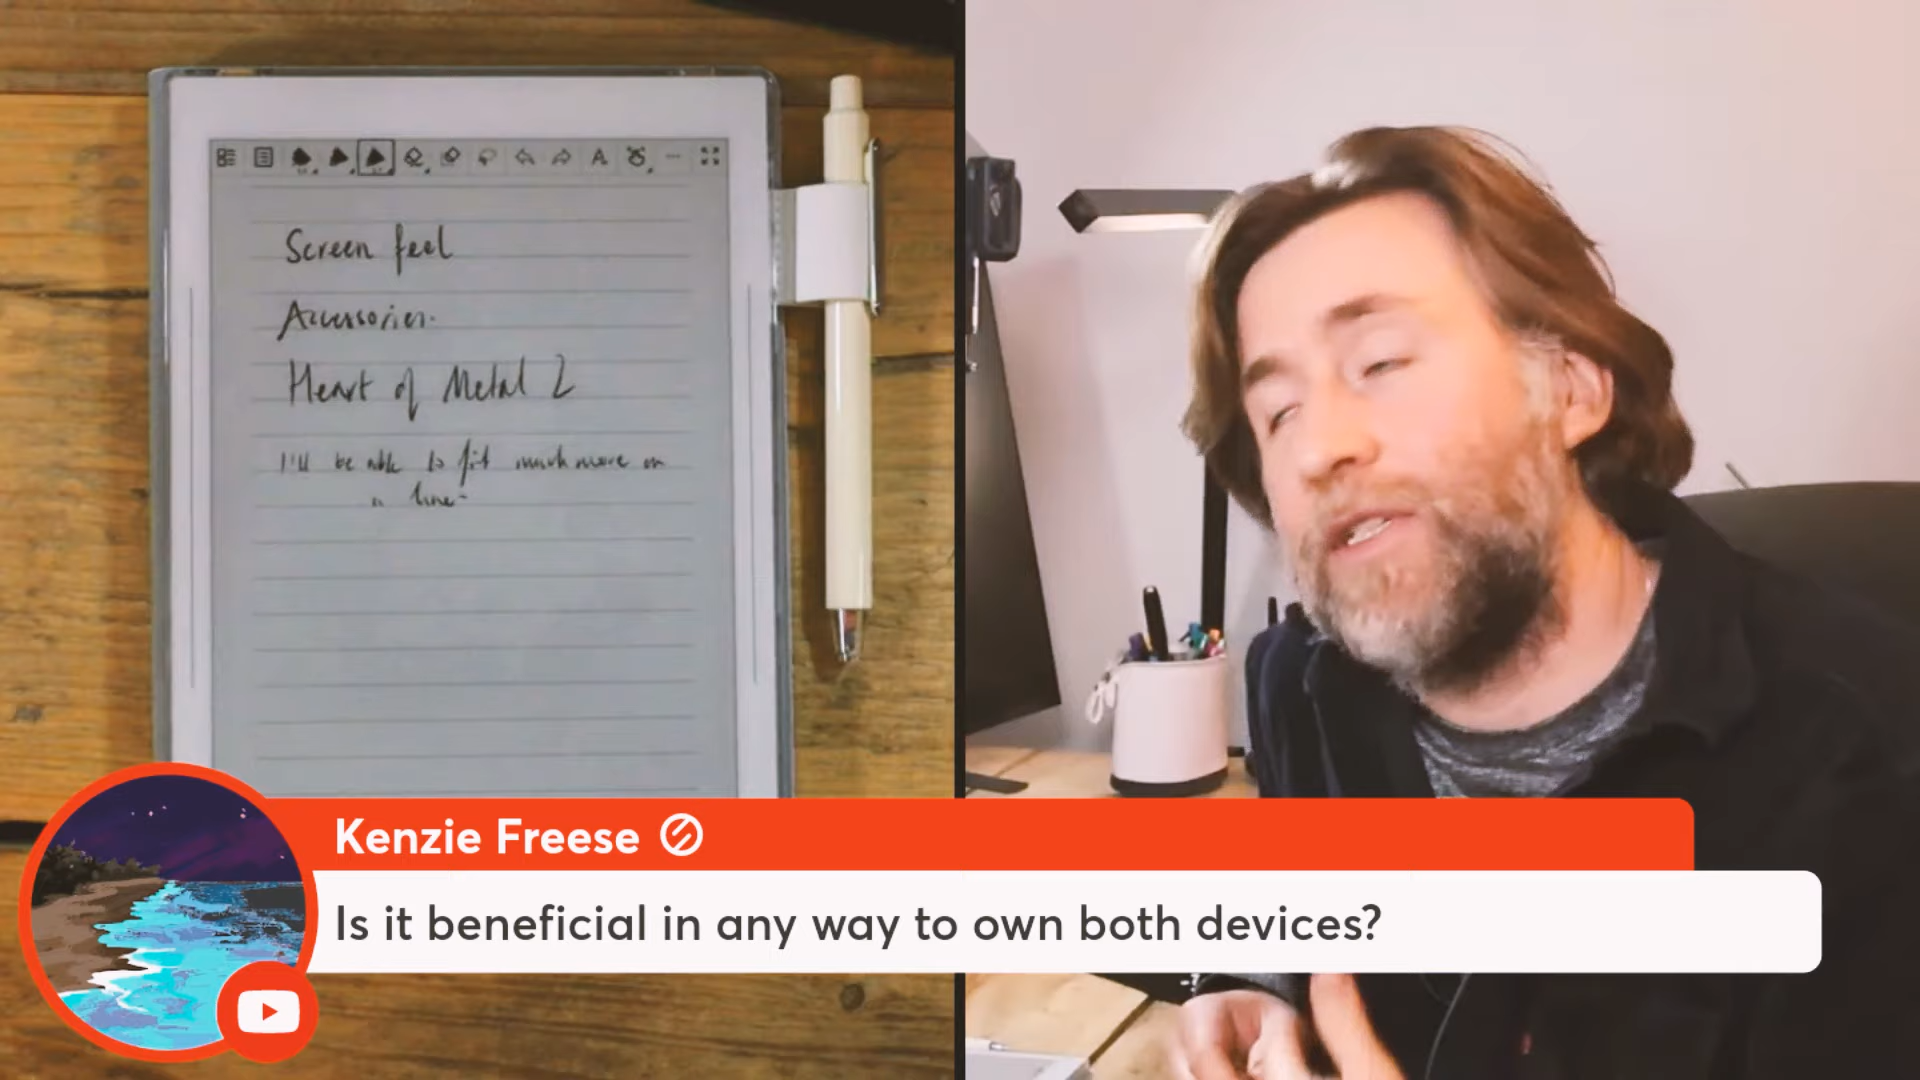 Screen feel
Accessories.
Heart of Metal 2
I'll be able to fit much more on
a line-
Kenzie Freese
Is it beneficial in any way to own both devices?